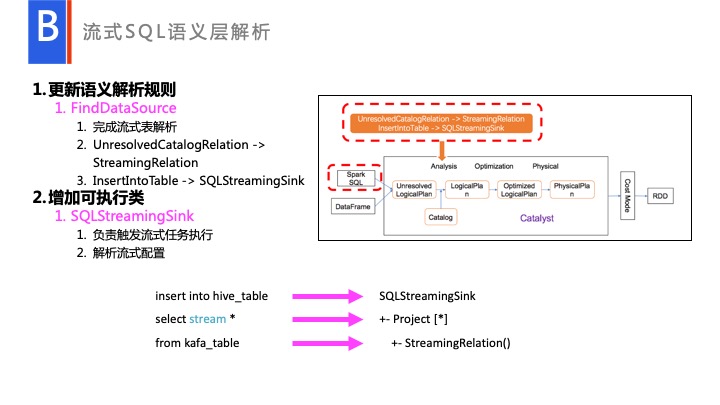 B
流式SQL语义层解析
1.更新语义解析规则
1. FindDataSource
1. 完成流式表解析
2. UnresolvedCatalogRelation ->
StreamingRelation
3. InsertIntoTable -> SQLStreamingSink
2.增加可执行类
1. SQLStreamingSink
1. 负责触发流式任务执行
2. 解析流式配置
UnresolvedCatalogRelation -> StreamingRelation
InsertIntoTable -> SQLStreamingSink
Analysis
Optimization
Physical
Spark
SQL
DataFrame
Unresolved
LogicalPlan
LogicalPla
n
Optimized
LogicalPlan
PhysicalPla
n
Catalog
Catalyst
Cost Mode
RDD
insert into hive_table
SQLStreamingSink
select stream *
+- Project [*]
from kafa_table
+- StreamingRelation()